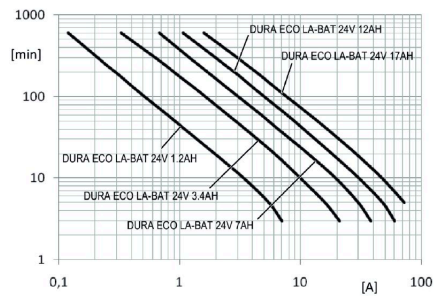 1000
[min]
DURA ECO LA-BAT 24V 12AH
DURA ECO LA-BAT 24V 17AH
100
DURA ECO LA-BAT 24V 1.2AH
10
DURA ECO LA-BAT 24V 3.4AH
DURA ECO LA-BAT 24V 7AH
1
0,1
1
10
100
[A]